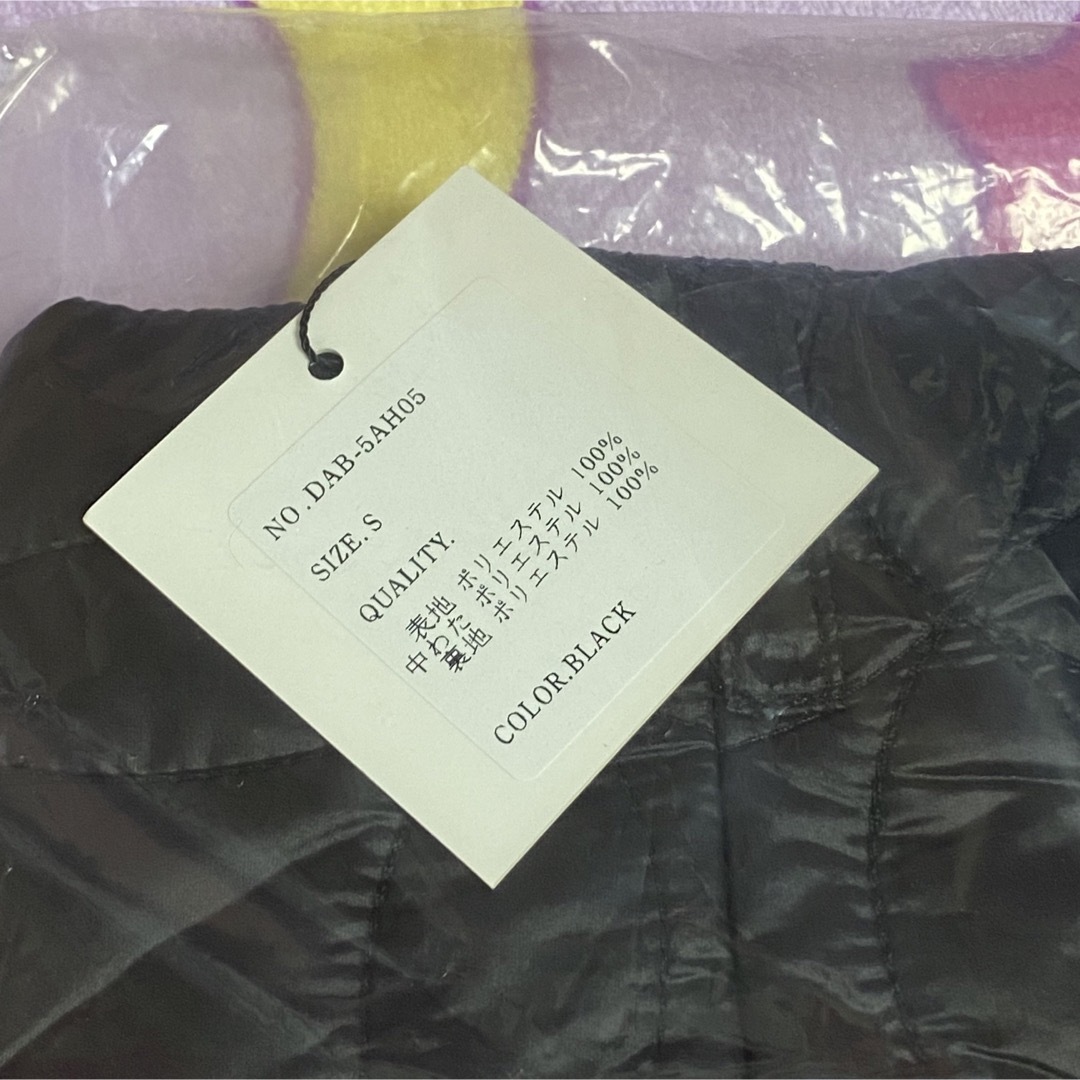 NO.DAB-5AH05
SIZE.S
QUALITY.
表地 ポリエステル 100%
中わた ポリエステル 100%
裏地 ポリエステル 100%
COLOR.BLACK